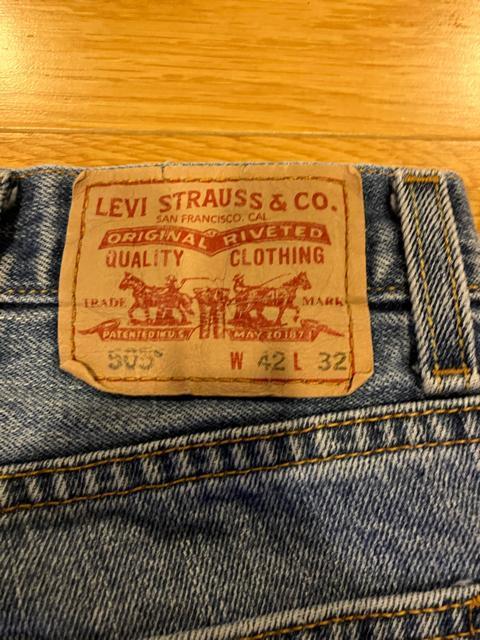 LEVI STRAUSS & CO.
SAN FRANCISCO, CAL
ORIGINAL RIVETED
QUALITY CLOTHING
TRADE MARK
PATENTED IN U.S. MAY 20 1873
505 W 42 L 32